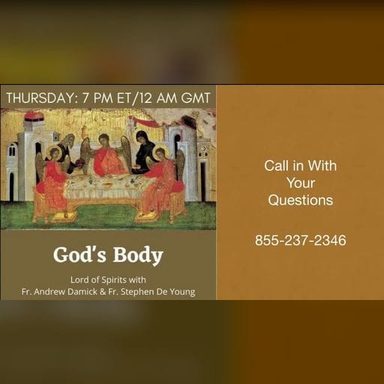 THURSDAY: 7 PM ET/12 AM GMT
God's Body
Lord of Spirits with
Fr. Andrew Damick & Fr. Stephen De Young
Call in With
Your
Questions
855-237-2346